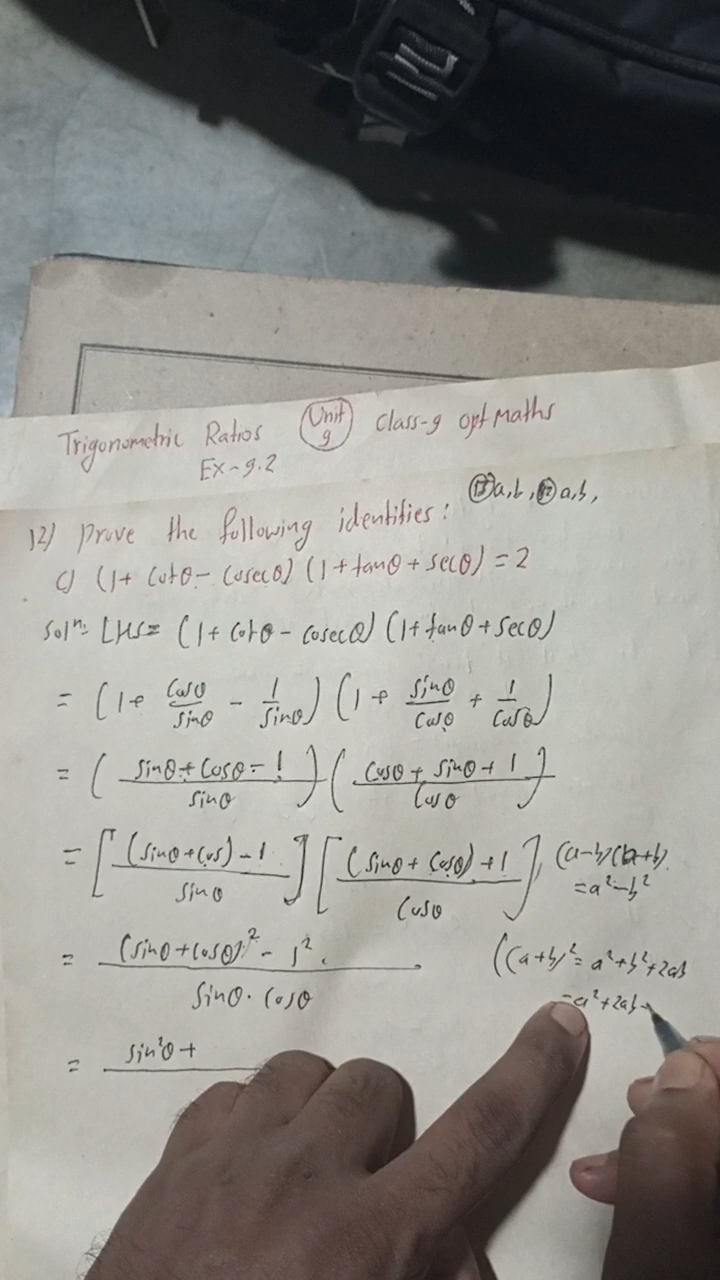 Trigonometric Ratios Unit 9 Class-9 opt Maths
Ex-9.2
a,b, a,b,
12) Prove the following identities:
c) (1 + cotθ - cosecθ) (1 + tanθ + secθ) = 2
Solⁿ: LHS = (1 + cotθ - cosecθ) (1 + tanθ + secθ)
= (1 + cosθ/sinθ - 1/sinθ) (1 + sinθ/cosθ + 1/cosθ)
= ((sinθ + cosθ - 1)/sinθ) ((cosθ + sinθ + 1)/cosθ)
= [((sinθ + cos) - 1)/sinθ] [((sinθ + cosθ) + 1)/cosθ], (a-b)(a+b)
= a² - b²
= ((sinθ + cosθ)² - 1²)/(sinθ · cosθ) ((a+b)² = a² + b² + 2ab
= a² + 2ab +
= sin²θ +